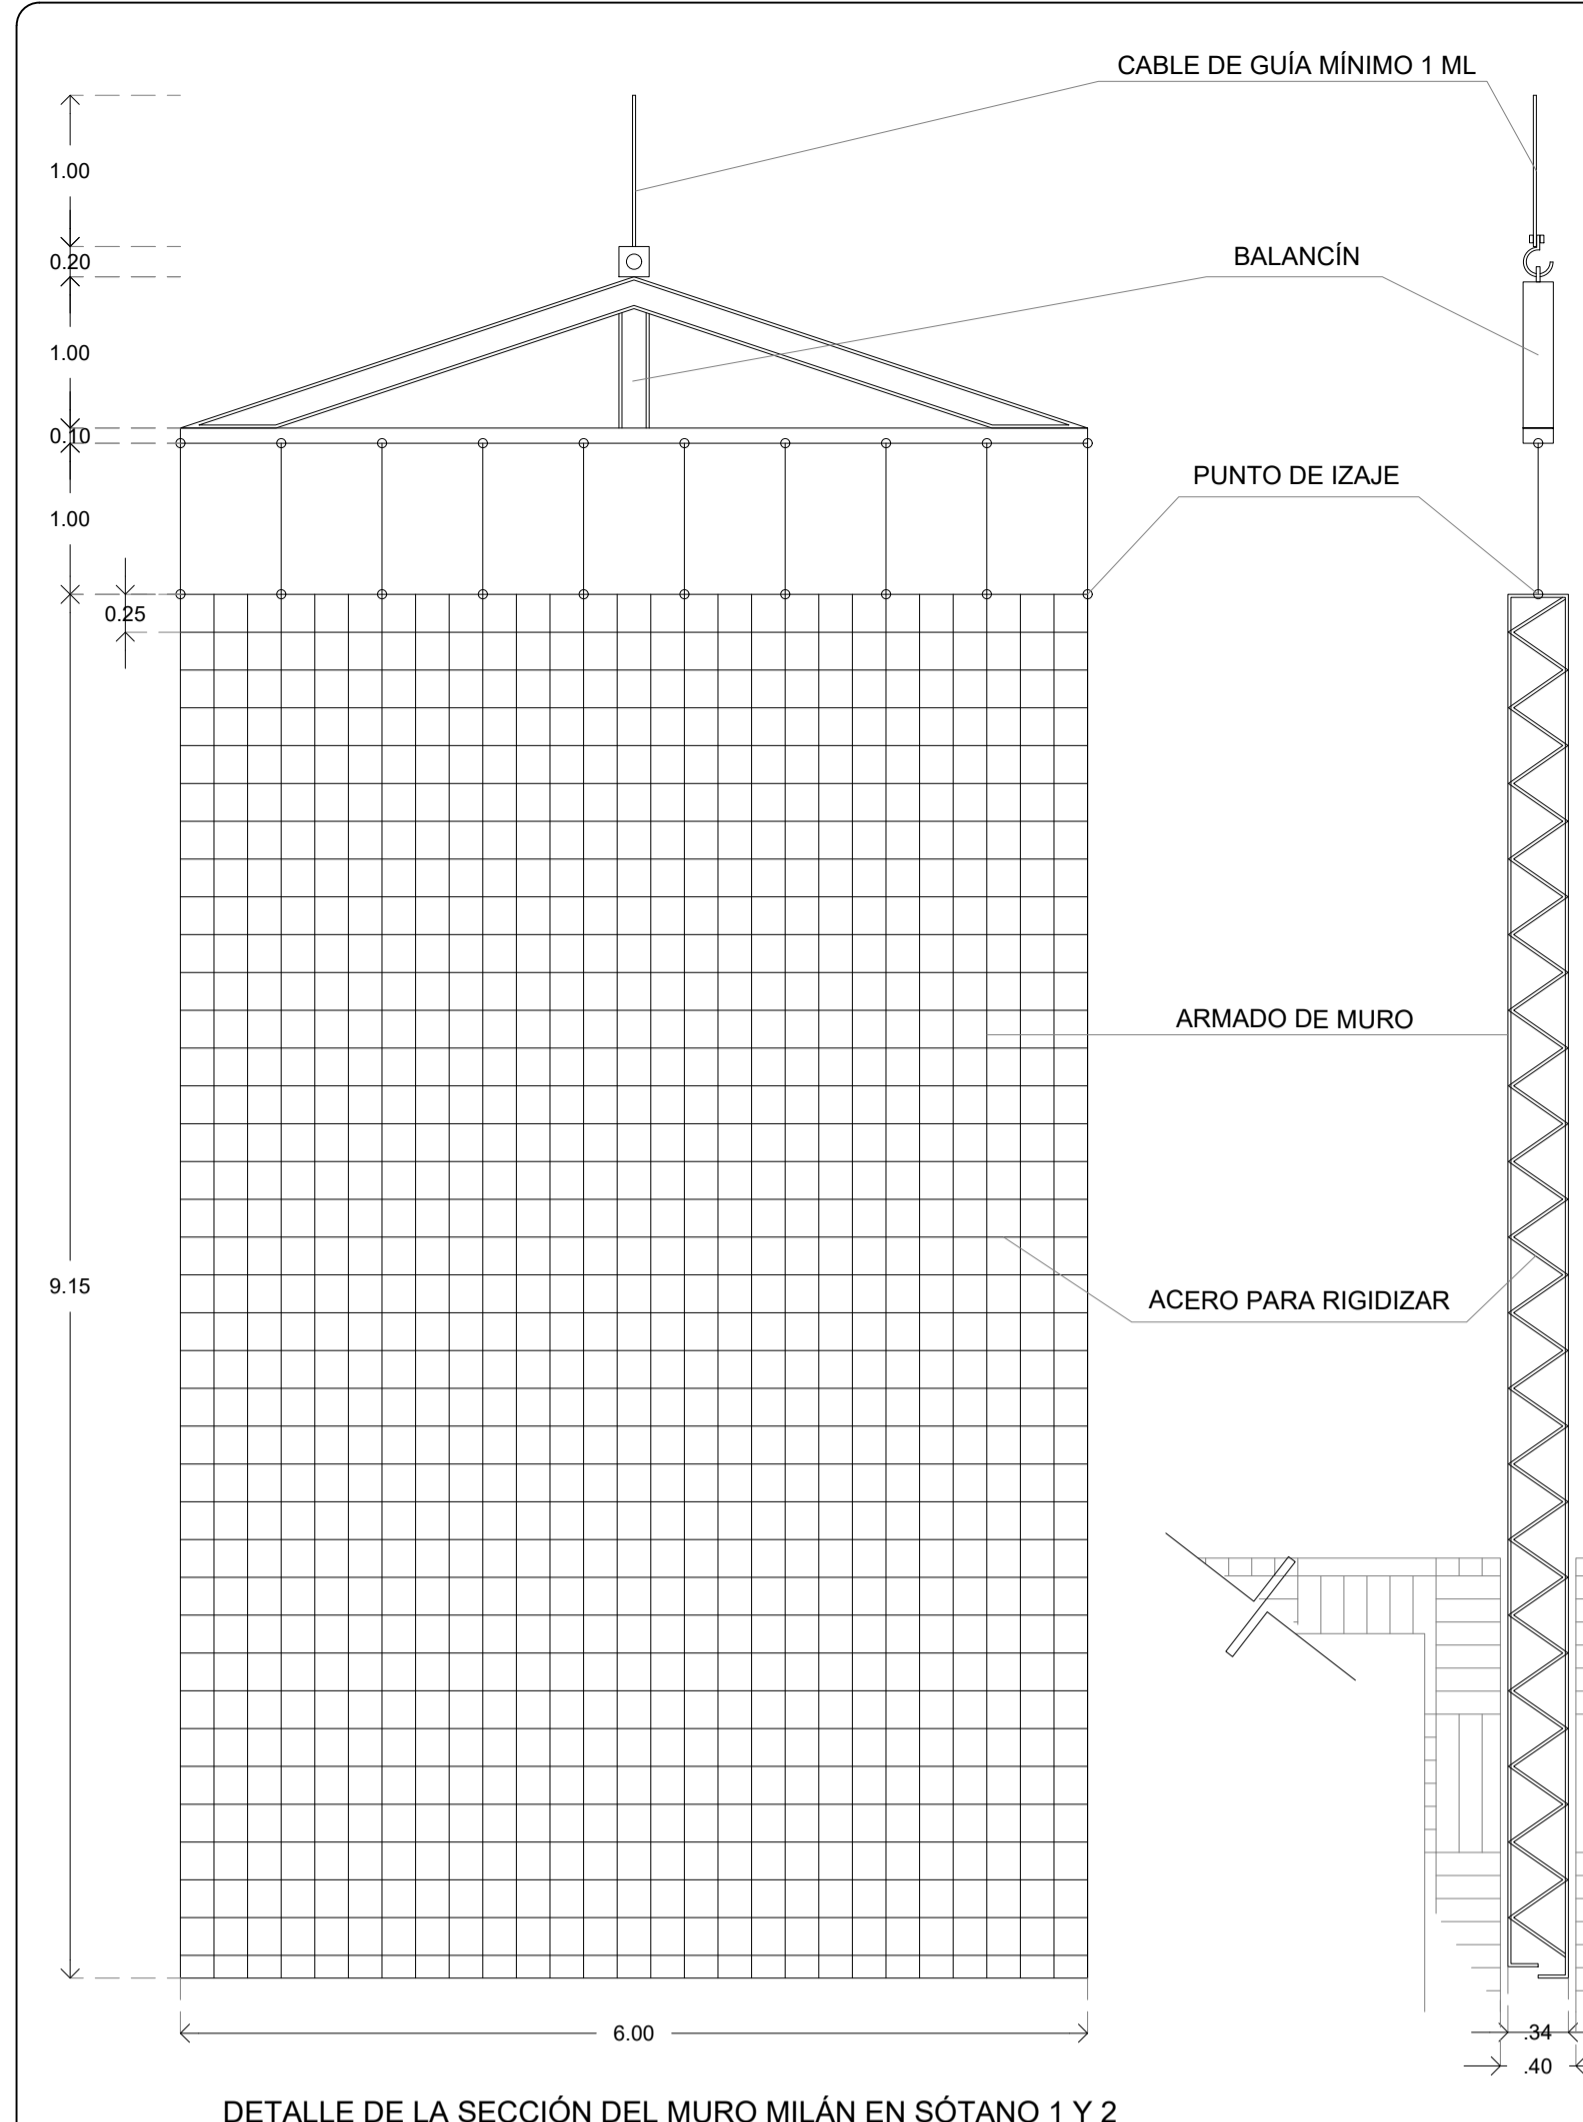 CABLE DE GUÍA MÍNIMO 1 ML
1.00
0.20
BALANCÍN
1.00
0.10
PUNTO DE IZAJE
1.00
0.25
ARMADO DE MURO
9.15
ACERO PARA RIGIDIZAR
6.00
.34
.40
DETALLE DE LA SECCIÓN DEL MURO MILÁN EN SÓTANO 1 Y 2